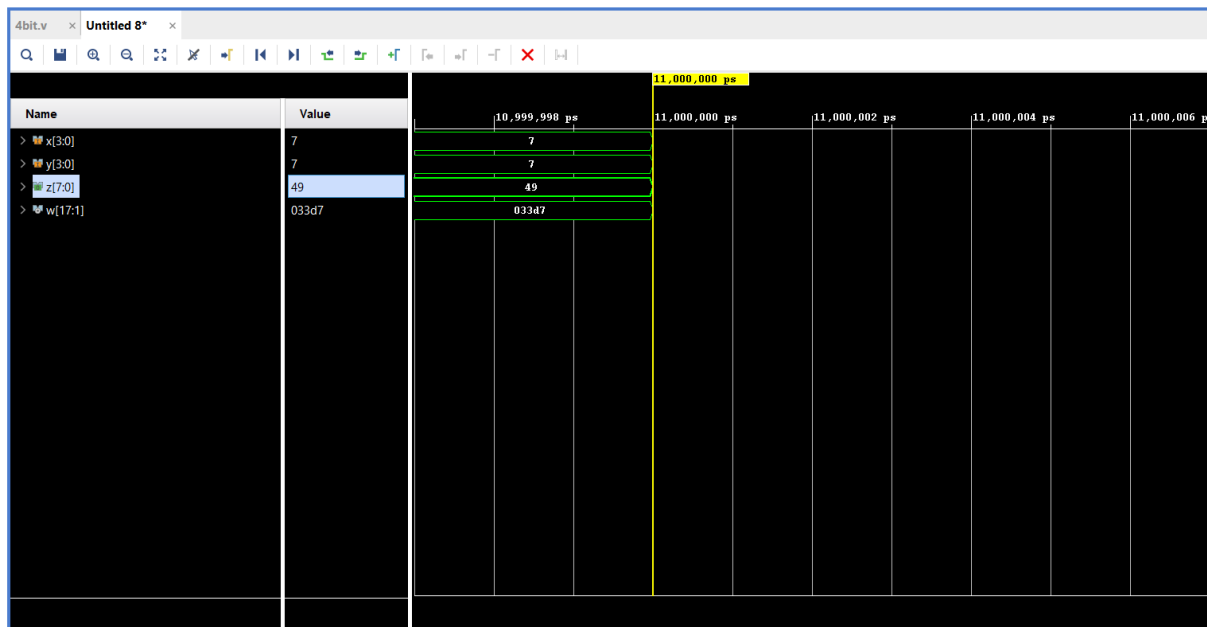 4bit.v × Untitled 8* ×
11,000,000 ps
Name Value
10,999,998 ps 11,000,000 ps 11,000,002 ps 11,000,004 ps 11,000,006 p
x[3:0] 7 7
y[3:0] 7 7
z[7:0] 49 49
w[17:1] 033d7 033d7